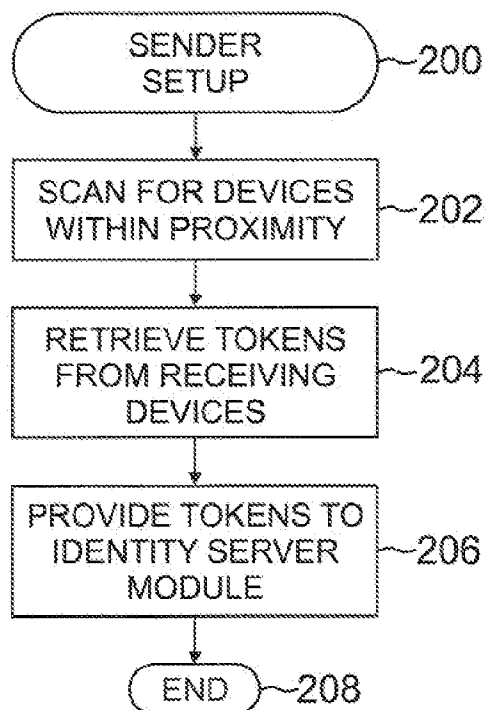 SENDER
SETUP
200
SCAN FOR DEVICES
WITHIN PROXIMITY
202
RETRIEVE TOKENS
FROM RECEIVING
DEVICES
204
PROVIDE TOKENS TO
IDENTITY SERVER
MODULE
206
END
208